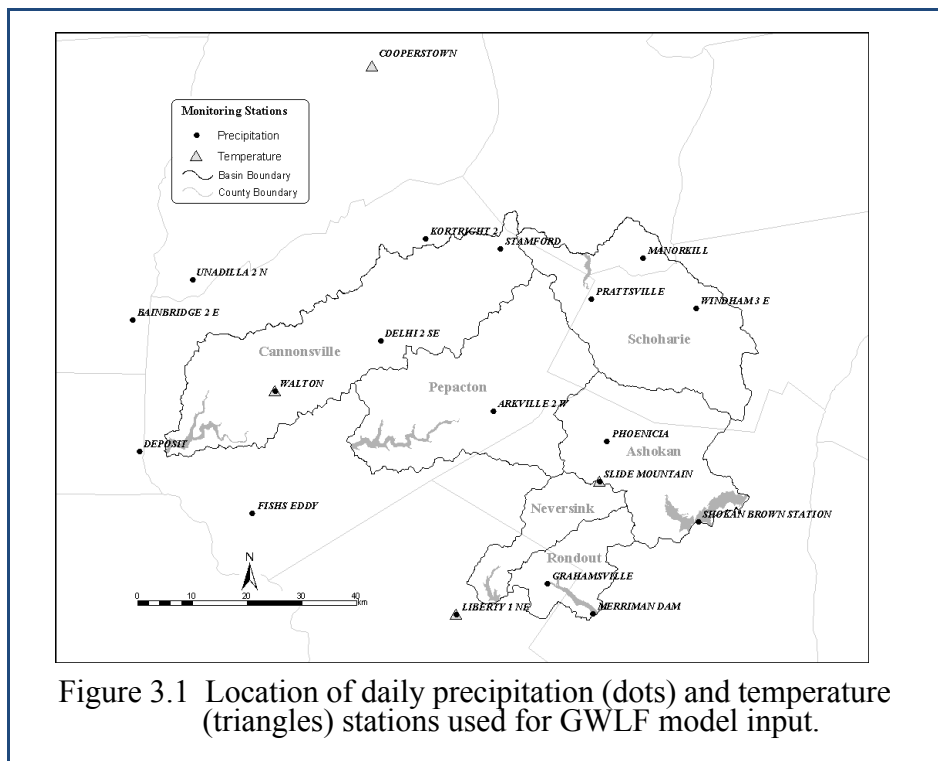 COOPERSTOWN
Monitoring Stations
Precipitation
Temperature
Basin Boundary
County Boundary
KORTRIGHT 2
STAMFORD
MANORKILL
UNADILLA 2 N
PRATTSVILLE
WINDHAM 3 E
BAINBRIDGE 2 E
DELHI 2 SE
Schoharie
Cannonsville
WALTON
Pepacton
ARKVILLE 2 W
PHOENICIA
DEPOSIT
Ashokan
SLIDE MOUNTAIN
FISHS EDDY
Neversink
SHOKAN BROWN STATION
N
Rondout
GRAHAMSVILLE
0 10 20 30 40
km
LIBERTY 1 NE
MERRIMAN DAM
Figure 3.1 Location of daily precipitation (dots) and temperature
(triangles) stations used for GWLF model input.